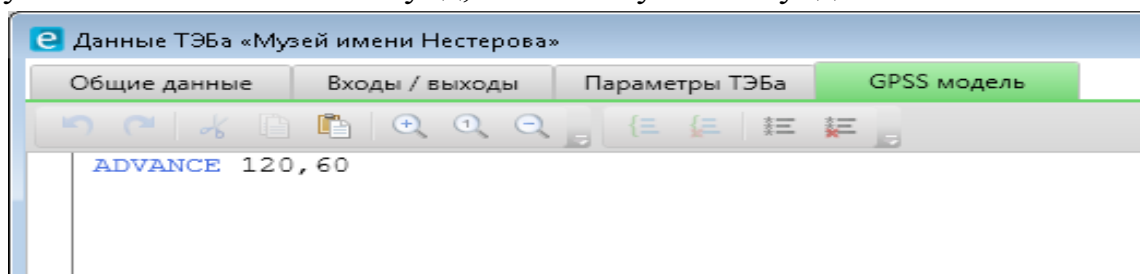 Данные ТЭБа «Музей имени Нестерова»
Общие данные Входы / выходы Параметры ТЭБа GPSS модель
ADVANCE 120,60